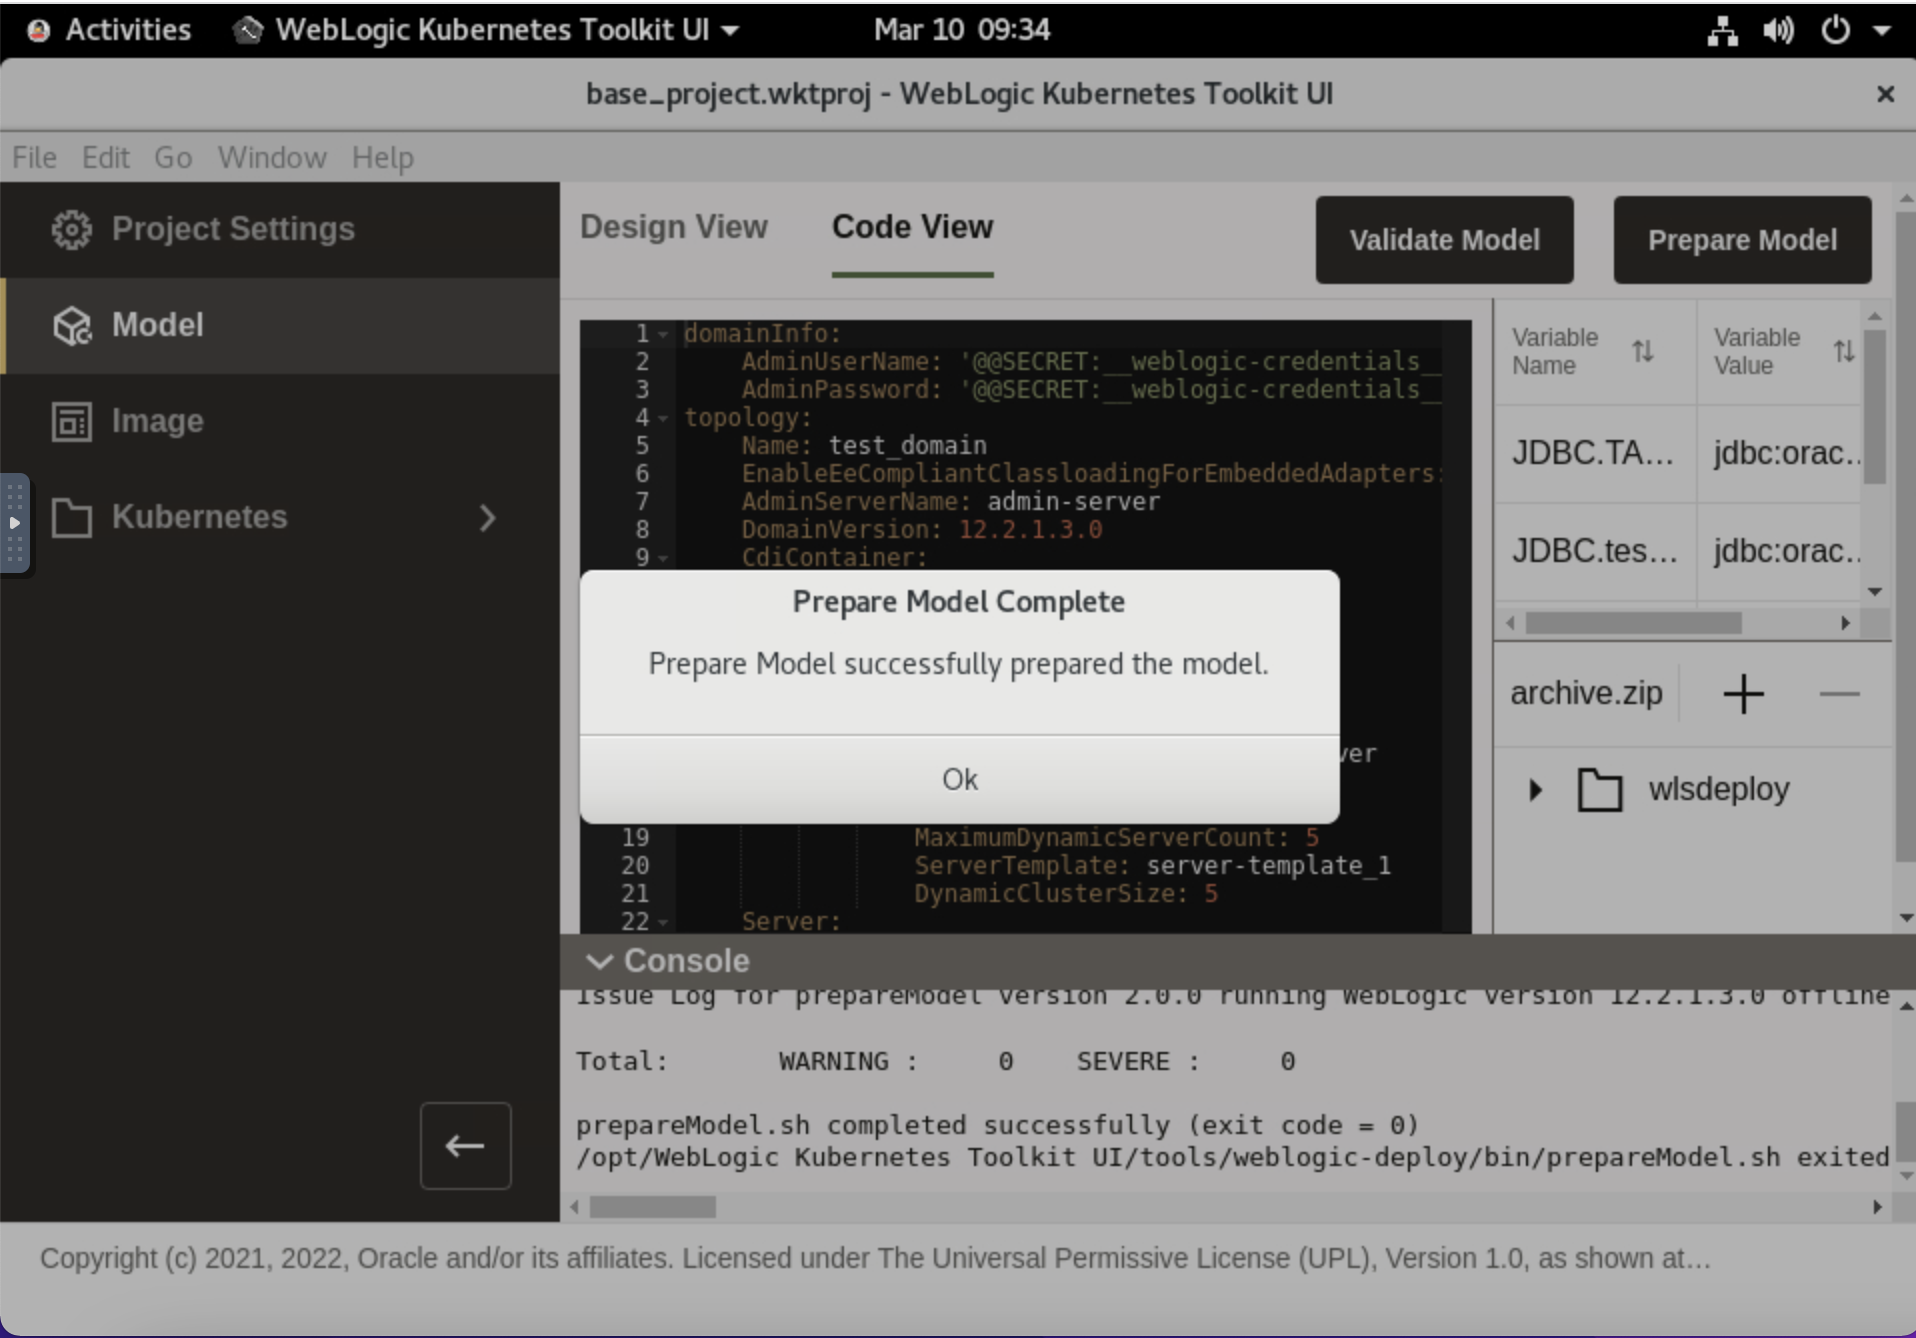 Activities WebLogic Kubernetes Toolkit UI Mar 10 09:34
base_project.wktproj - WebLogic Kubernetes Toolkit UI ×
File Edit Go Window Help
Project Settings
Model
Image
Kubernetes
Design View Code View
Validate Model Prepare Model
1 domainInfo:
2 AdminUserName: '@@SECRET:__weblogic-credentials__
3 AdminPassword: '@@SECRET:__weblogic-credentials__
4 topology:
5 Name: test_domain
6 EnableEeCompliantClassloadingForEmbeddedAdapters:
7 AdminServerName: admin-server
8 DomainVersion: 12.2.1.3.0
9 CdiContainer:
Prepare Model Complete
Prepare Model successfully prepared the model.
Ok
ver
19 MaximumDynamicServerCount: 5
20 ServerTemplate: server-template_1
21 DynamicClusterSize: 5
22 Server:
Variable Name
Variable Value
JDBC.TA... jdbc:orac..
JDBC.tes... jdbc:orac..
archive.zip
wlsdeploy
Console
Issue Log for prepareModel version 2.0.0 running WebLogic version 12.2.1.3.0 offline
Total: WARNING : 0 SEVERE : 0
prepareModel.sh completed successfully (exit code = 0)
/opt/WebLogic Kubernetes Toolkit UI/tools/weblogic-deploy/bin/prepareModel.sh exited
Copyright (c) 2021, 2022, Oracle and/or its affiliates. Licensed under The Universal Permissive License (UPL), Version 1.0, as shown at...